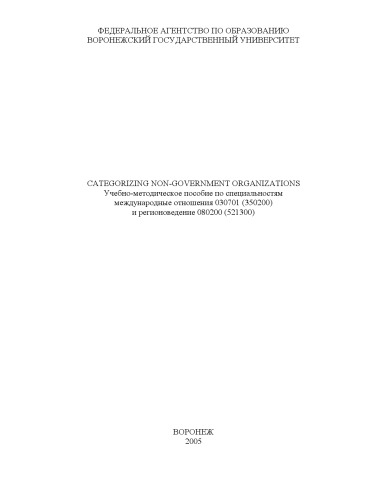 ФЕДЕРАЛЬНОЕ АГЕНТСТВО ПО ОБРАЗОВАНИЮ
ВОРОНЕЖСКИЙ ГОСУДАРСТВЕННЫЙ УНИВЕРСИТЕТ
CATEGORIZING NON-GOVERNMENT ORGANIZATIONS
Учебно-методическое пособие по специальностям
международные отношения 030701 (350200)
и регионоведение 080200 (521300)
ВОРОНЕЖ
2005